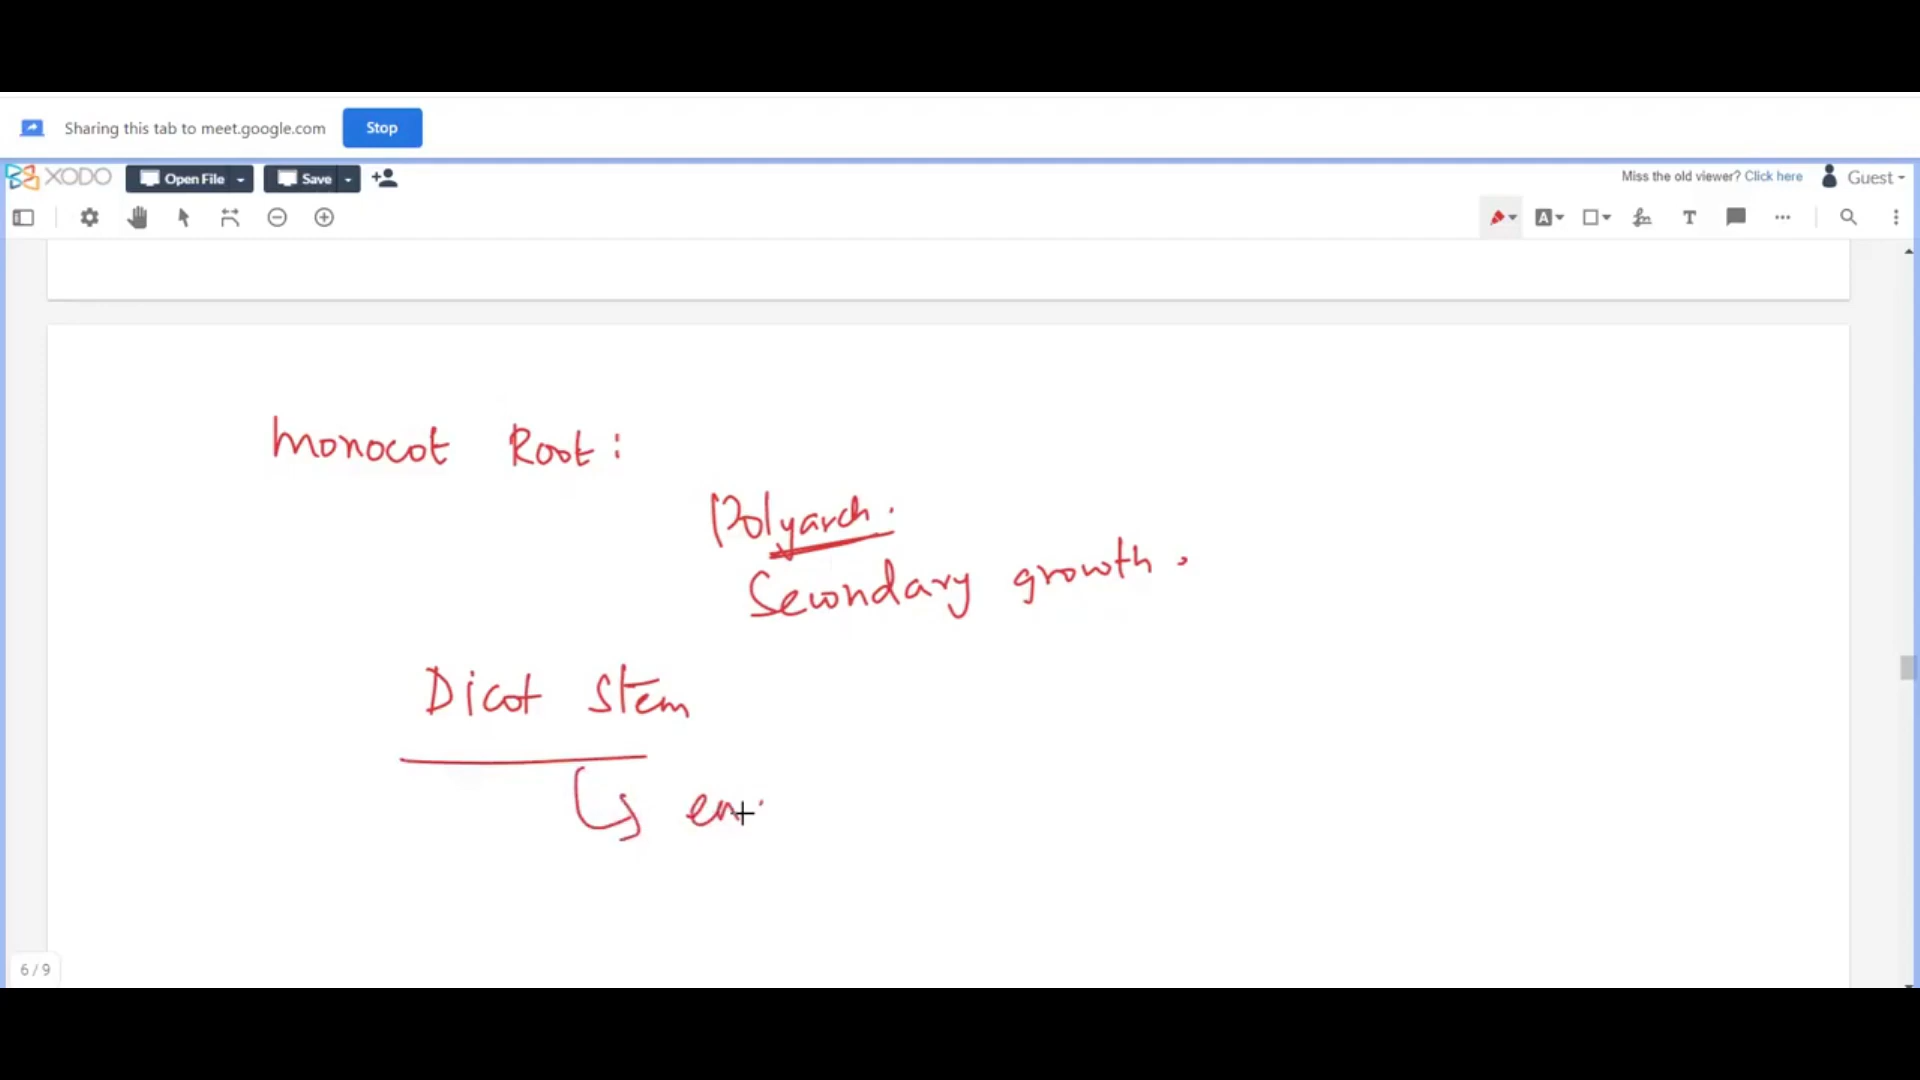 Sharing this tab to meet.google.com Stop
XODO Open File Save Miss the old viewer? Click here Guest
A T
Monocot Root:
Polyarch.
Secondary growth.
Dicot Stem
6 / 9